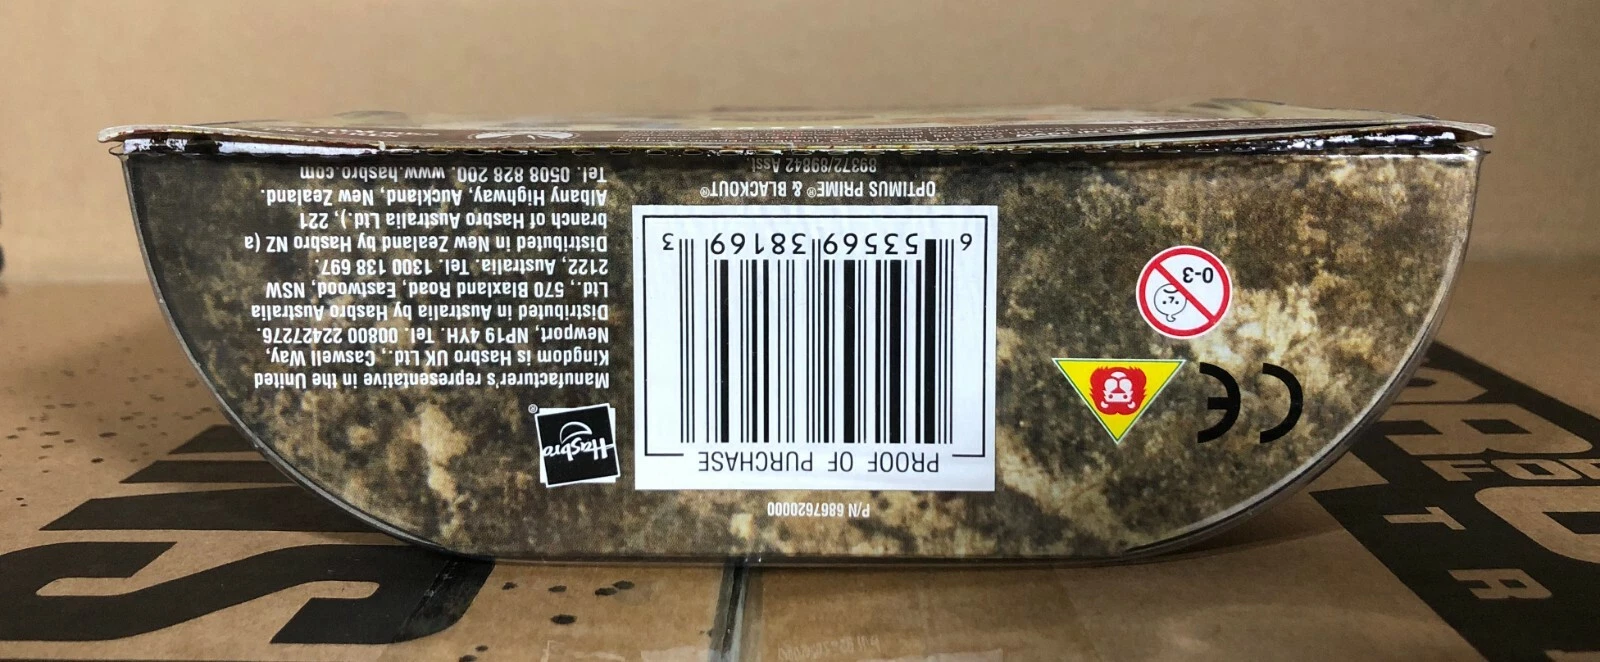 P/N 6867620000
PROOF OF PURCHASE
6 53569 38169 3
OPTIMUS PRIME® & BLACKOUT®
89372/89842 Asst.
Hasbro
®
Manufacturer's representative in the United
Kingdom is Hasbro UK Ltd., Caswell Way,
Newport, NP19 4YH. Tel. 00800 22427276.
Distributed in Australia by Hasbro Australia
Ltd., 570 Blaxland Road, Eastwood, NSW
2122, Australia. Tel. 1300 138 697.
Distributed in New Zealand by Hasbro NZ (a
branch of Hasbro Australia Ltd.), 221
Albany Highway, Auckland, New Zealand.
Tel. 0508 828 200. www.hasbro.com
CE
0-3